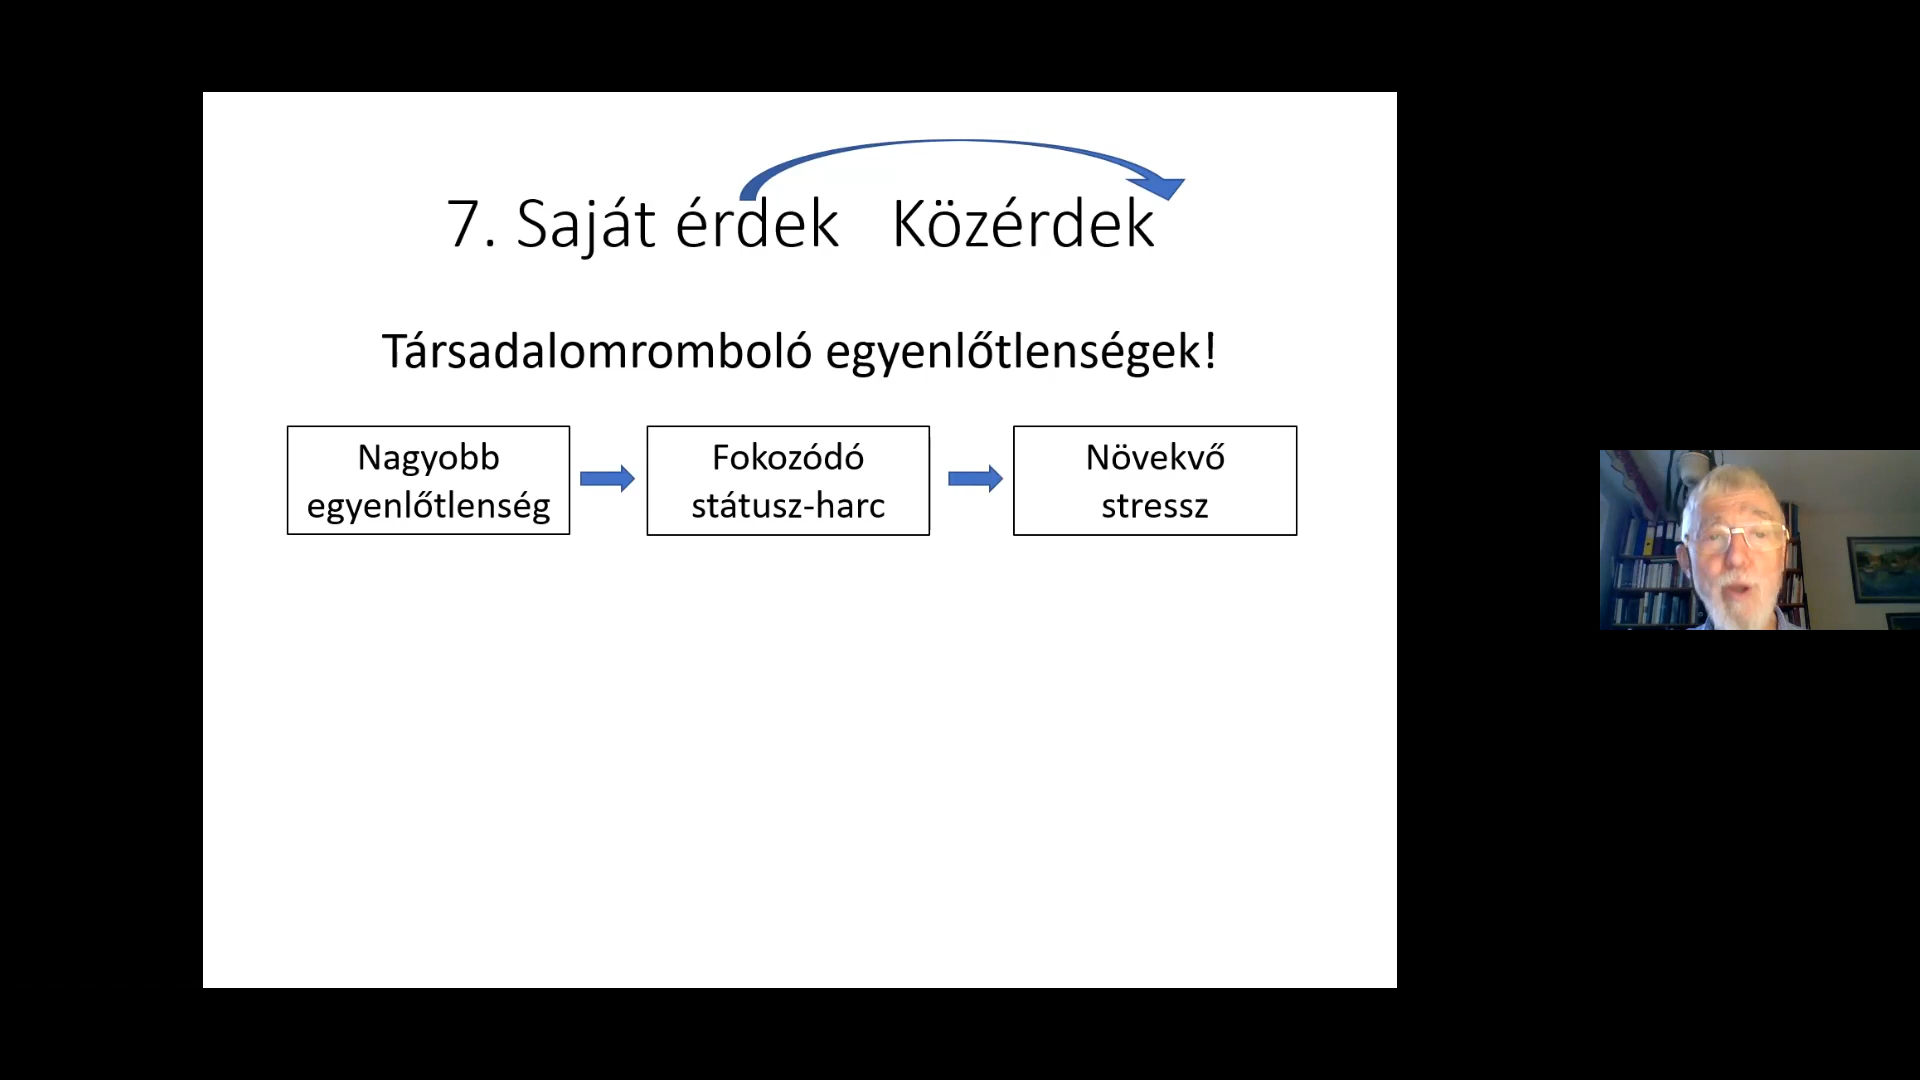 7. Saját érdek Közérdek
Társadalomromboló egyenlőtlenségek!
Nagyobb
egyenlőtlenség
Fokozódó
státusz-harc
Növekvő
stressz